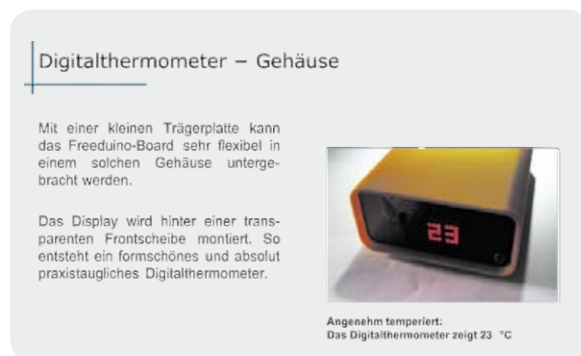 Digitalthermometer – Gehäuse
Mit einer kleinen Trägerplatte kann
das Freeduino-Board sehr flexibel in
einem solchen Gehäuse unterge-
bracht werden.
Das Display wird hinter einer trans-
parenten Frontscheibe montiert. So
entsteht ein formschönes und absolut
praxistaugliches Digitalthermometer.
23
Angenehm temperiert:
Das Digitalthermometer zeigt 23 °C